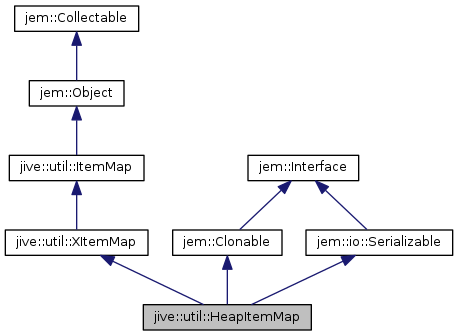 jem::Collectable
jem::Object
jive::util::ItemMap
jem::Interface
jive::util::XItemMap
jem::Clonable
jem::io::Serializable
jive::util::HeapItemMap